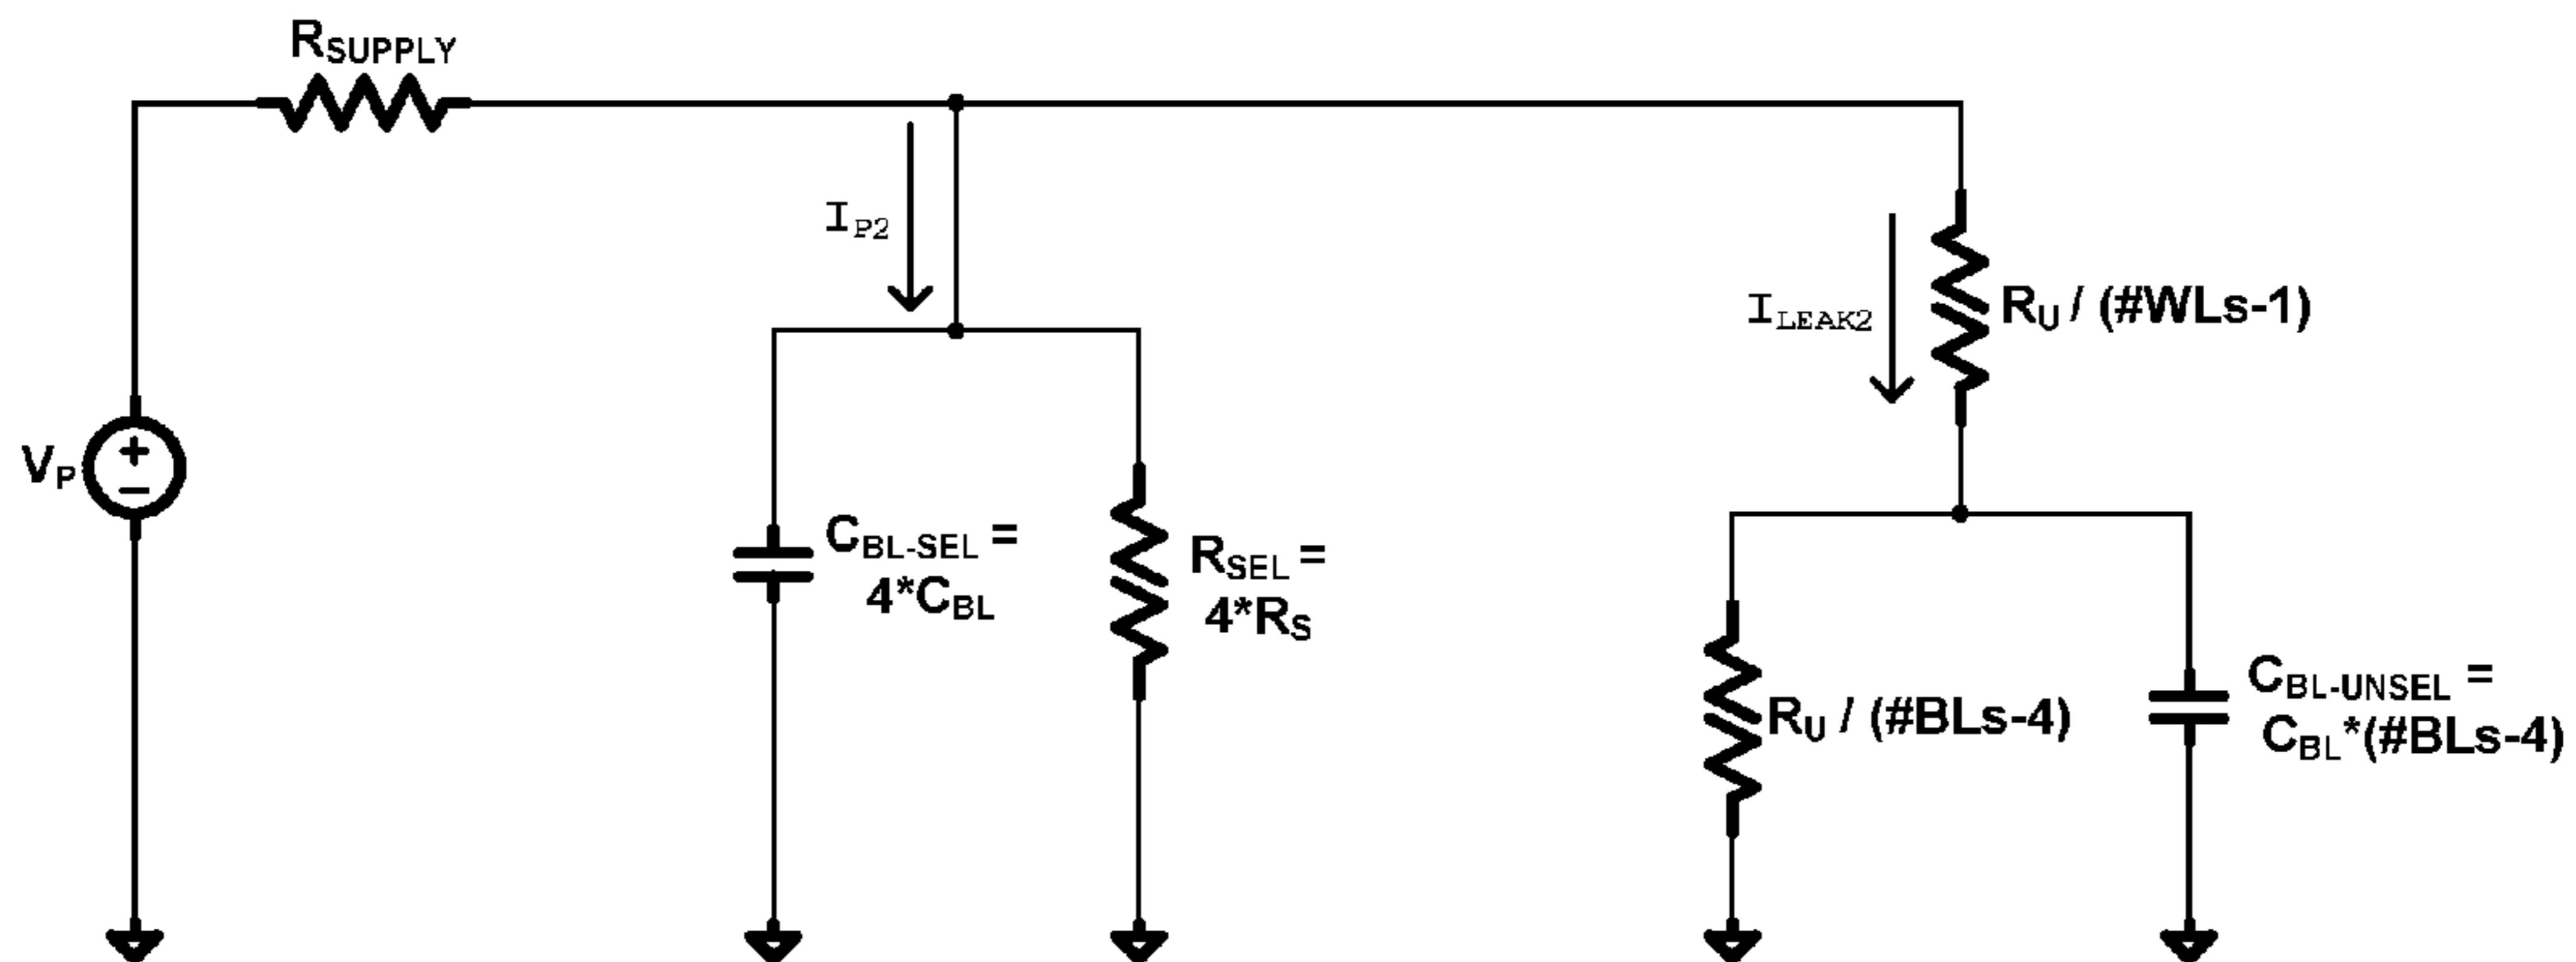 RSUPPLY
IP2
ILEAK2
RU / (#WLs-1)
VP
+
−
CBL-SEL =
4*CBL
RSEL =
4*RS
RU / (#BLs-4)
CBL-UNSEL =
CBL*(#BLs-4)